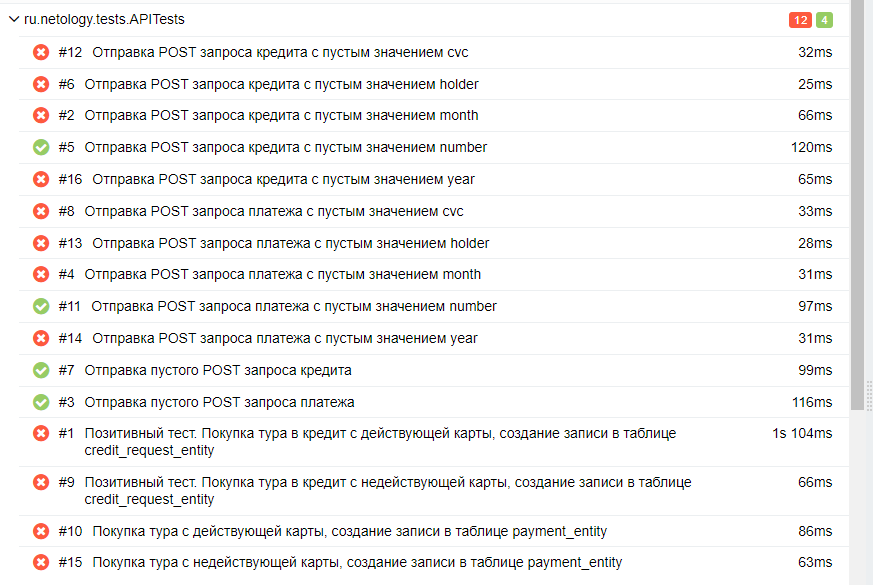 ru.netology.tests.APITests 12 4
#12 Отправка POST запроса кредита с пустым значением cvc 32ms
#6 Отправка POST запроса кредита с пустым значением holder 25ms
#2 Отправка POST запроса кредита с пустым значением month 66ms
#5 Отправка POST запроса кредита с пустым значением number 120ms
#16 Отправка POST запроса кредита с пустым значением year 65ms
#8 Отправка POST запроса платежа с пустым значением cvc 33ms
#13 Отправка POST запроса платежа с пустым значением holder 28ms
#4 Отправка POST запроса платежа с пустым значением month 31ms
#11 Отправка POST запроса платежа с пустым значением number 97ms
#14 Отправка POST запроса платежа с пустым значением year 31ms
#7 Отправка пустого POST запроса кредита 99ms
#3 Отправка пустого POST запроса платежа 116ms
#1 Позитивный тест. Покупка тура в кредит с действующей карты, создание записи в таблице 1s 104ms
credit_request_entity
#9 Позитивный тест. Покупка тура в кредит с недействующей карты, создание записи в таблице 66ms
credit_request_entity
#10 Покупка тура с действующей карты, создание записи в таблице payment_entity 86ms
#15 Покупка тура с недействующей карты, создание записи в таблице payment_entity 63ms